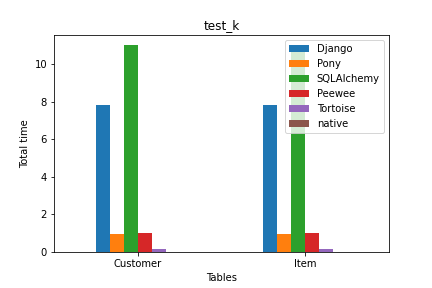 test_k
Total time
10
8
6
4
2
0
Django
Pony
SQLAlchemy
Peewee
Tortoise
native
Customer
Item
Tables